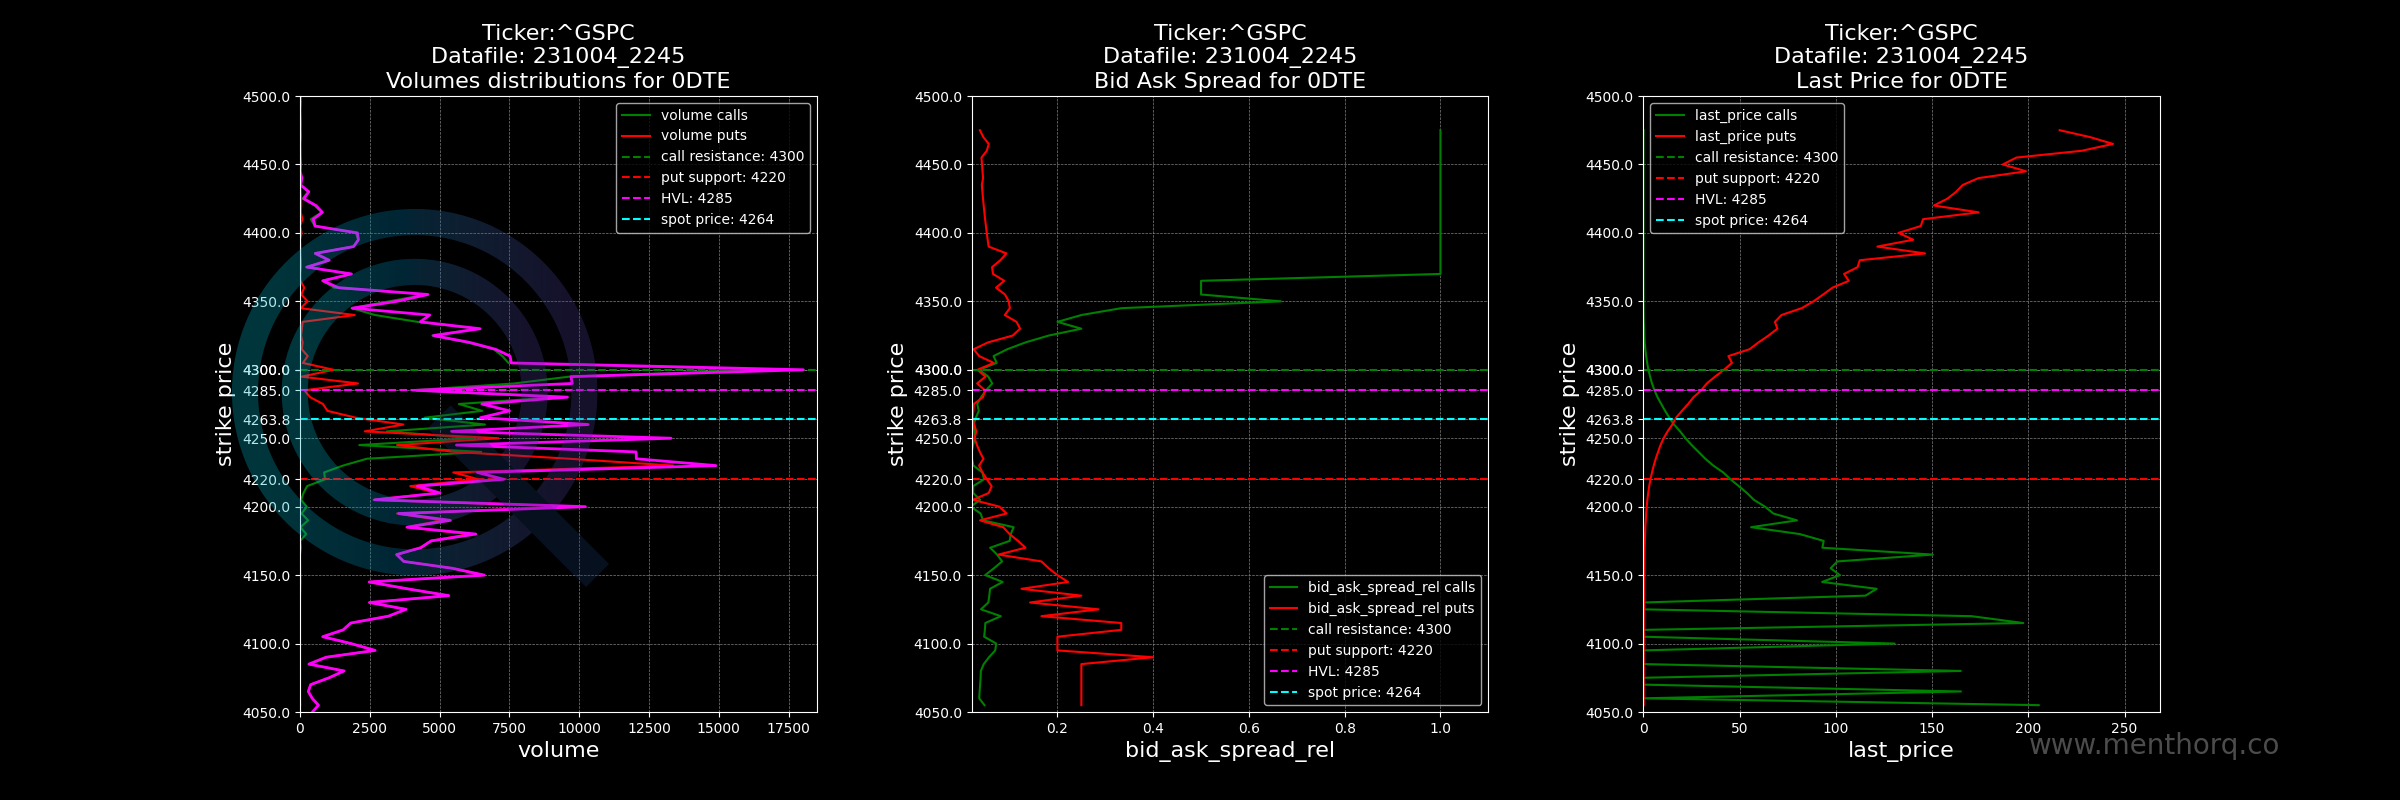 Ticker:^GSPC
Datafile: 231004_2245
Volumes distributions for 0DTE
4500.0
4450.0
4400.0
4350.0
4300.0
4285.0
4263.8
4250.0
4220.0
4200.0
4150.0
4100.0
4050.0
strike price
volume calls
volume puts
call resistance: 4300
put support: 4220
HVL: 4285
spot price: 4264
0 2500 5000 7500 10000 12500 15000 17500
volume
Ticker:^GSPC
Datafile: 231004_2245
Bid Ask Spread for 0DTE
4500.0
4450.0
4400.0
4350.0
4300.0
4285.0
4263.8
4250.0
4220.0
4200.0
4150.0
4100.0
4050.0
strike price
bid_ask_spread_rel calls
bid_ask_spread_rel puts
call resistance: 4300
put support: 4220
HVL: 4285
spot price: 4264
0.2 0.4 0.6 0.8 1.0
bid_ask_spread_rel
Ticker:^GSPC
Datafile: 231004_2245
Last Price for 0DTE
4500.0
4450.0
4400.0
4350.0
4300.0
4285.0
4263.8
4250.0
4220.0
4200.0
4150.0
4100.0
4050.0
strike price
last_price calls
last_price puts
call resistance: 4300
put support: 4220
HVL: 4285
spot price: 4264
0 50 100 150 200 250
last_price
www.menthorq.co